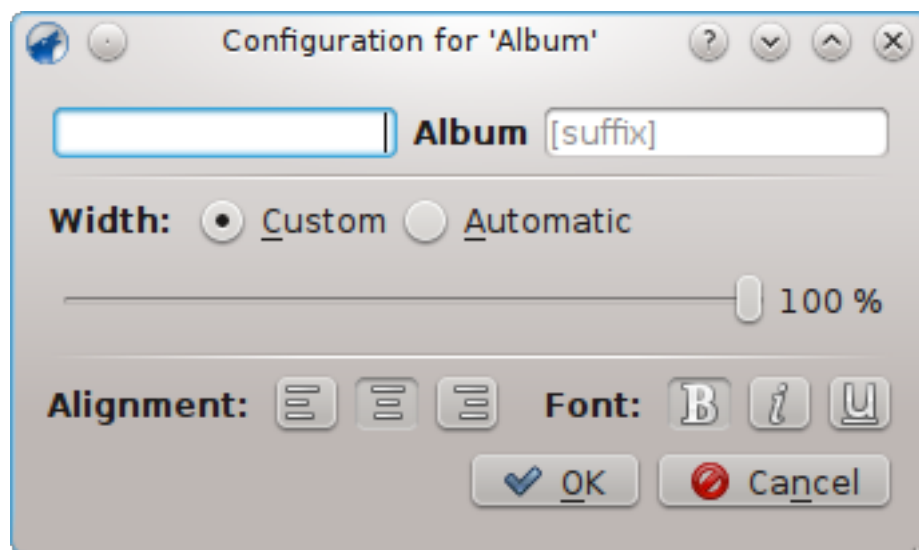 Configuration for 'Album'
Album [suffix]
Width: Custom Automatic
100 %
Alignment: Font: B i U
OK Cancel